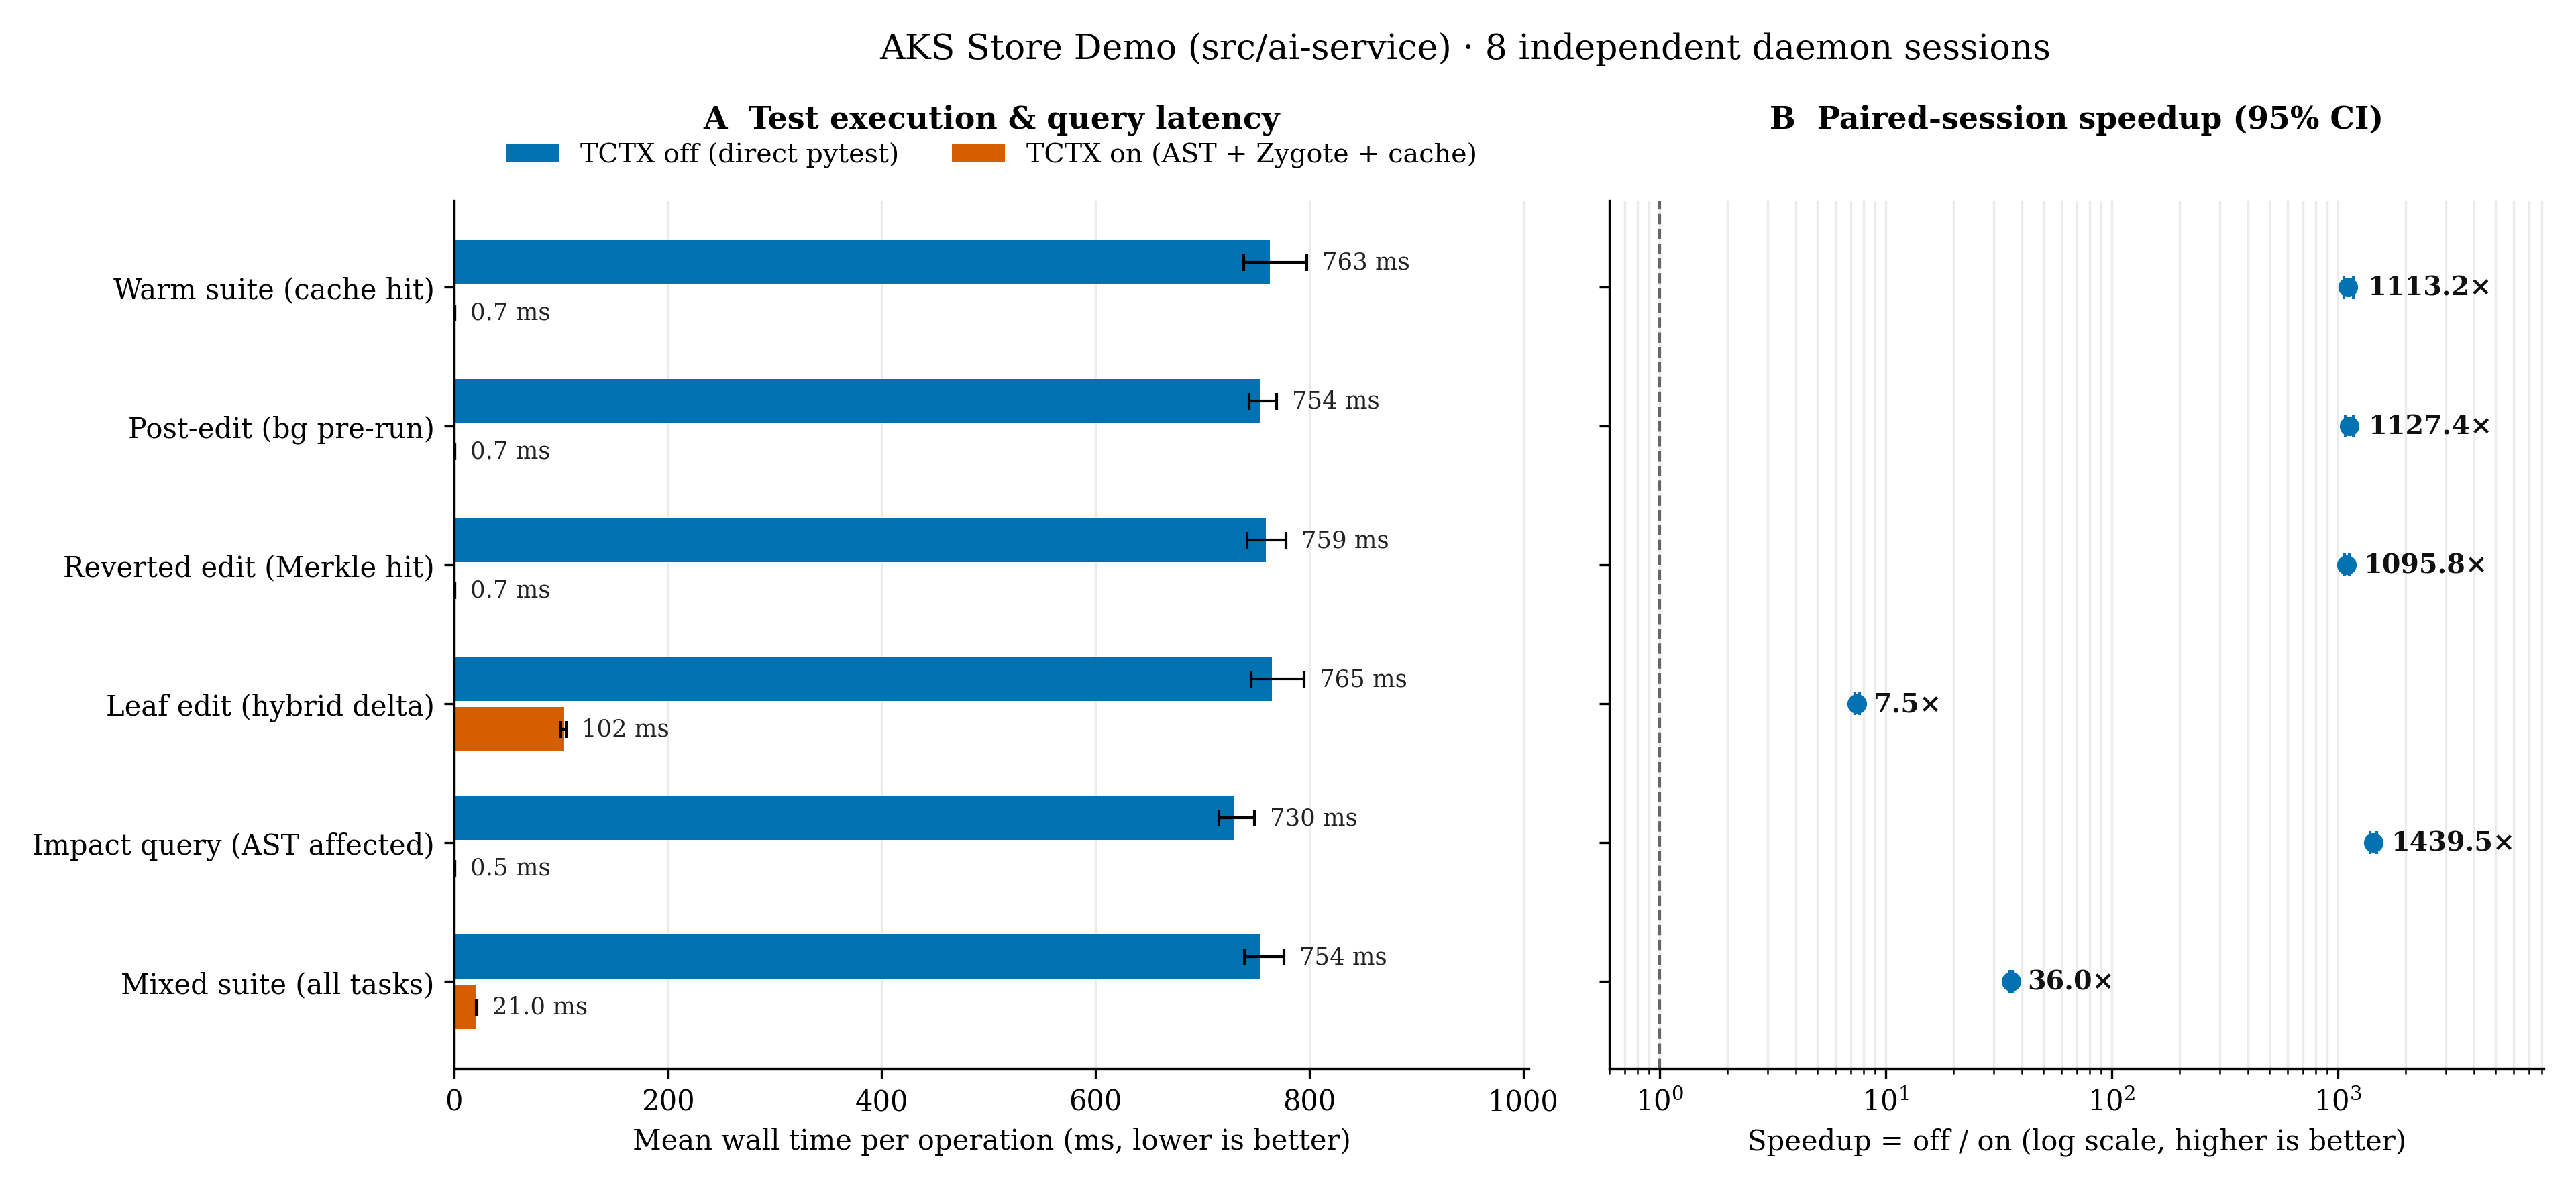 AKS Store Demo (src/ai-service) · 8 independent daemon sessions
A Test execution & query latency
TCTX off (direct pytest)
TCTX on (AST + Zygote + cache)
Warm suite (cache hit)
763 ms
0.7 ms
Post-edit (bg pre-run)
754 ms
0.7 ms
Reverted edit (Merkle hit)
759 ms
0.7 ms
Leaf edit (hybrid delta)
765 ms
102 ms
Impact query (AST affected)
730 ms
0.5 ms
Mixed suite (all tasks)
754 ms
21.0 ms
0 200 400 600 800 1000
Mean wall time per operation (ms, lower is better)
B Paired-session speedup (95% CI)
1113.2×
1127.4×
1095.8×
7.5×
1439.5×
36.0×
10⁰ 10¹ 10² 10³
Speedup = off / on (log scale, higher is better)